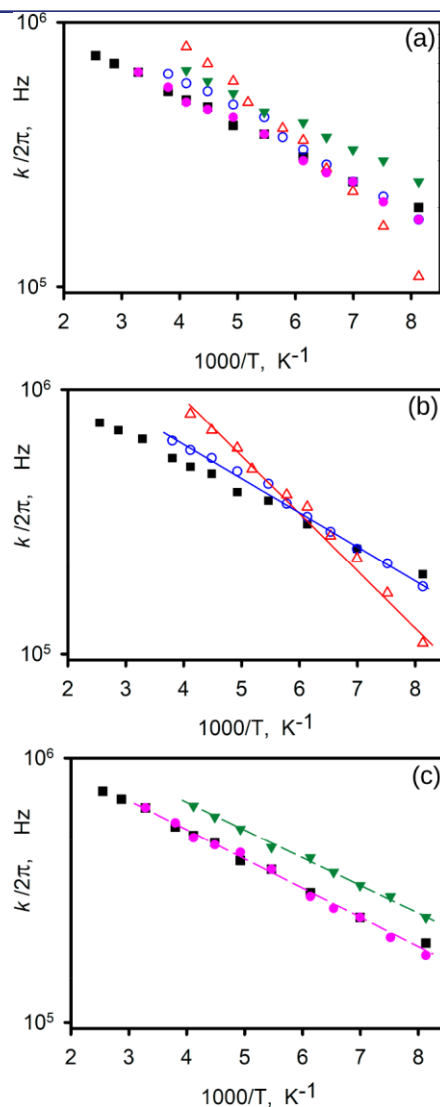 (a)
10⁶
k/2π, Hz
10⁵
2 3 4 5 6 7 8
1000/T, K⁻¹
(b)
10⁶
k/2π, Hz
10⁵
2 3 4 5 6 7 8
1000/T, K⁻¹
(c)
10⁶
k/2π, Hz
10⁵
2 3 4 5 6 7 8
1000/T, K⁻¹